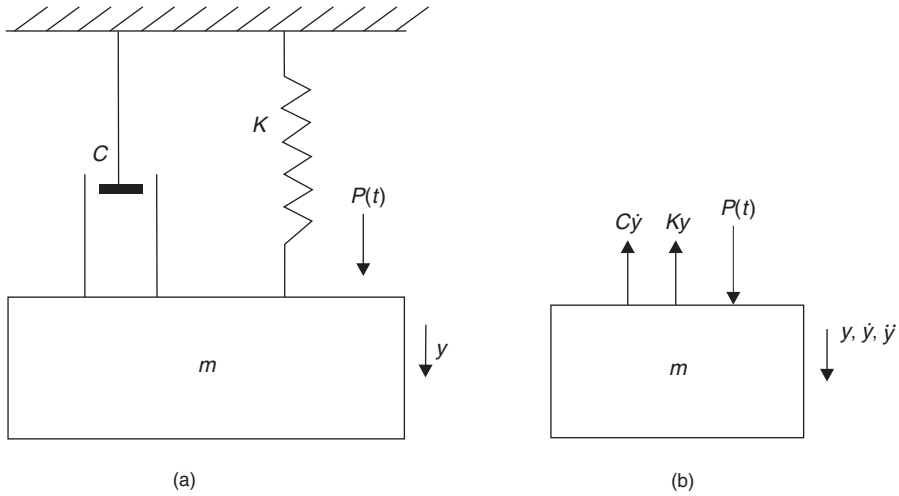 C
K
P(t)
y
m
(a)
Cẏ Ky P(t)
y, ẏ, ÿ
m
(b)